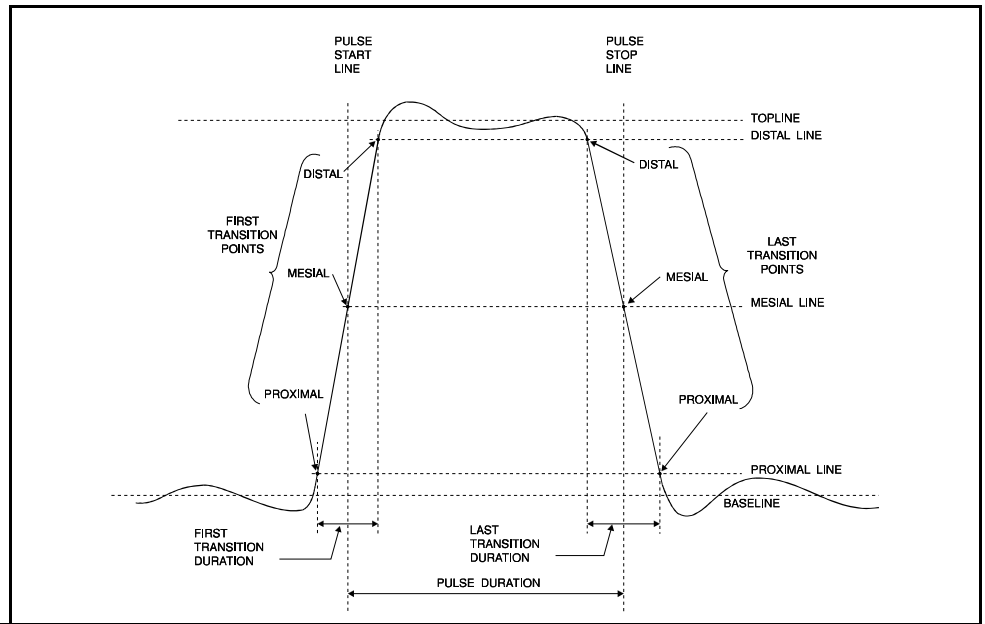 PULSE
START
LINE
PULSE
STOP
LINE
TOPLINE
DISTAL LINE
DISTAL
DISTAL
FIRST
TRANSITION
POINTS
LAST
TRANSITION
POINTS
MESIAL
MESIAL
MESIAL LINE
PROXIMAL
PROXIMAL
PROXIMAL LINE
BASELINE
FIRST
TRANSITION
DURATION
LAST
TRANSITION
DURATION
PULSE DURATION